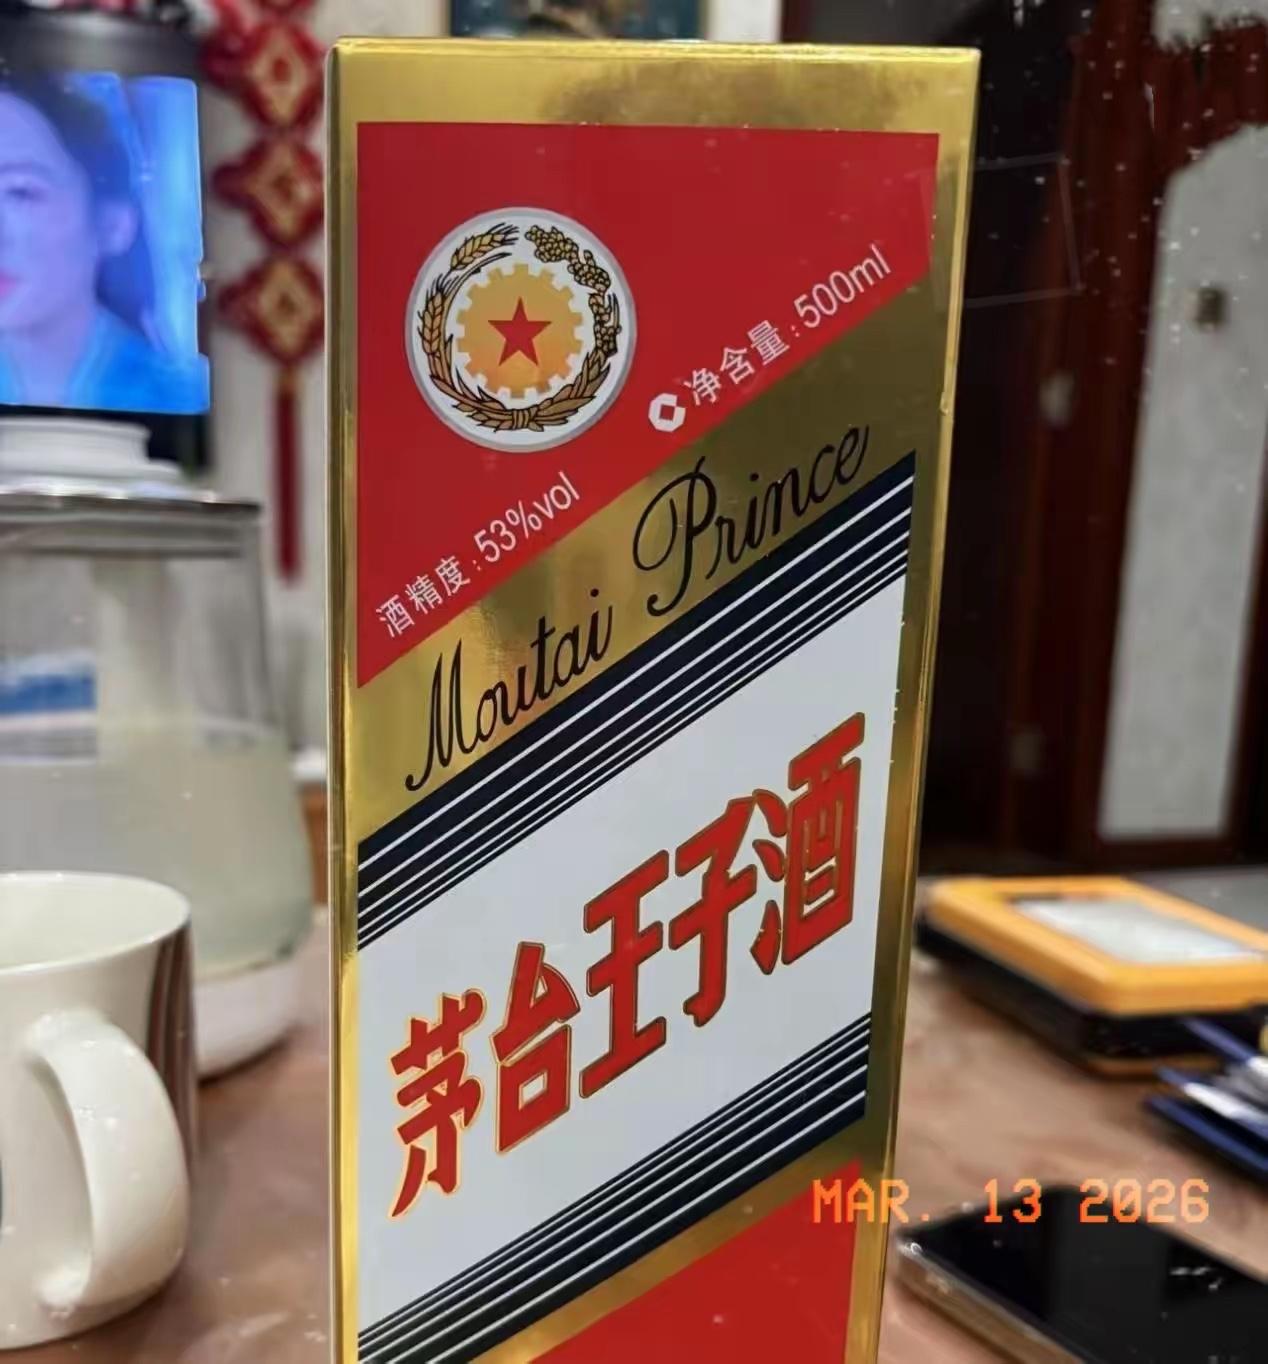 净含量:500ml
酒精度:53%vol
Moutai Prince
茅台王子酒
MAR. 13 2026